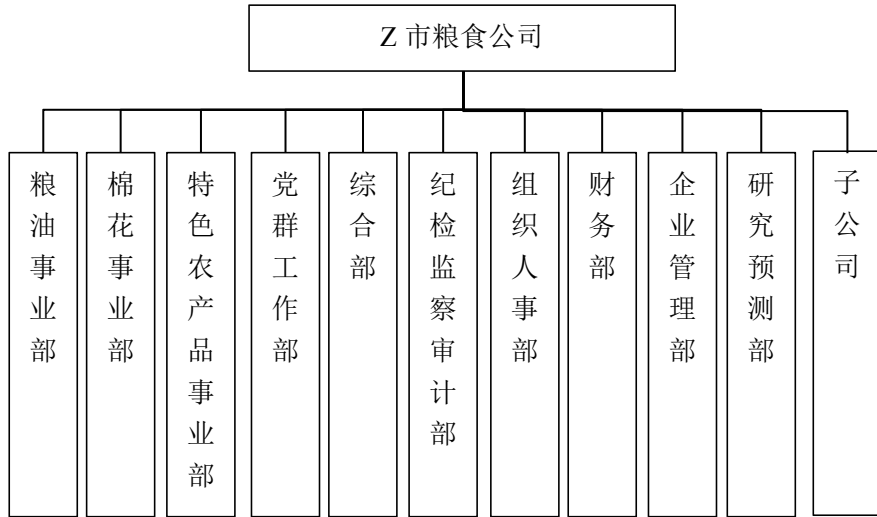 Z 市粮食公司
粮油事业部
棉花事业部
特色农产品事业部
党群工作部
综合部
纪检监察审计部
组织人事部
财务部
企业管理部
研究预测部
子公司